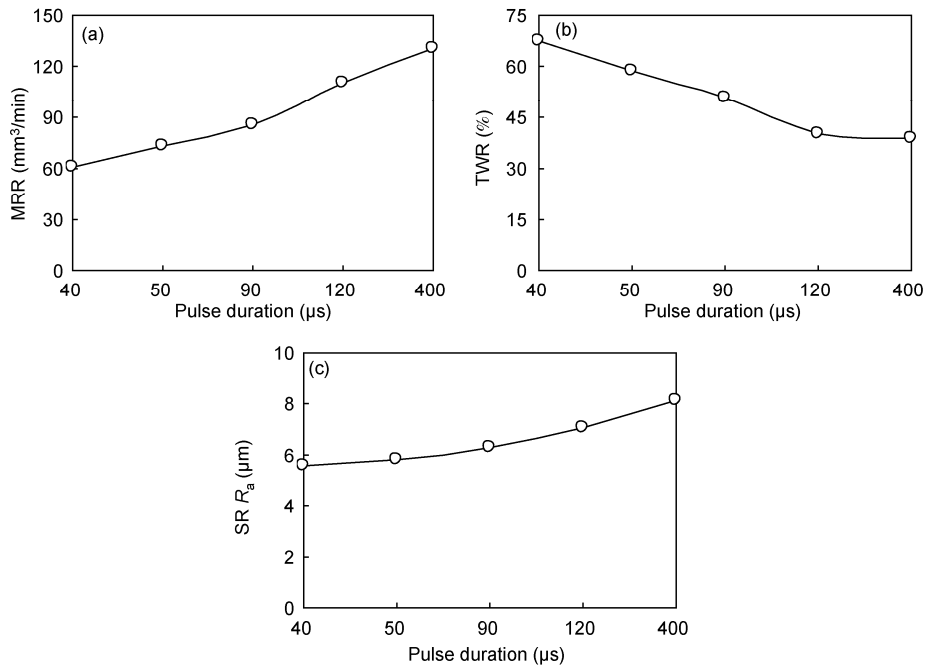 (a)
150
120
90
60
30
0
MRR (mm³/min)
40 50 90 120 400
Pulse duration (µs)
(b)
75
60
45
30
15
0
TWR (%)
40 50 90 120 400
Pulse duration (µs)
(c)
10
8
6
4
2
0
SR Rₐ (µm)
40 50 90 120 400
Pulse duration (µs)